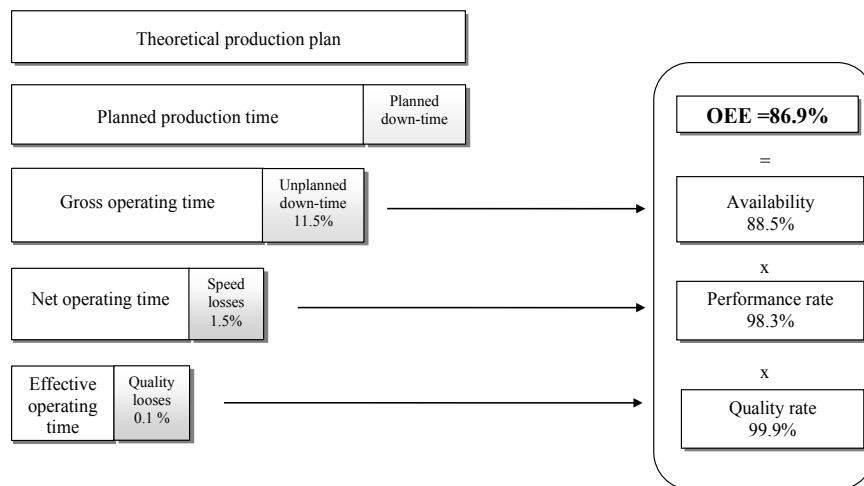 Theoretical production plan
Planned production time
Planned
down-time
OEE =86.9%
=
Gross operating time
Unplanned
down-time
11.5%
Availability
88.5%
x
Net operating time
Speed
losses
1.5%
Performance rate
98.3%
x
Effective
operating
time
Quality
looses
0.1 %
Quality rate
99.9%